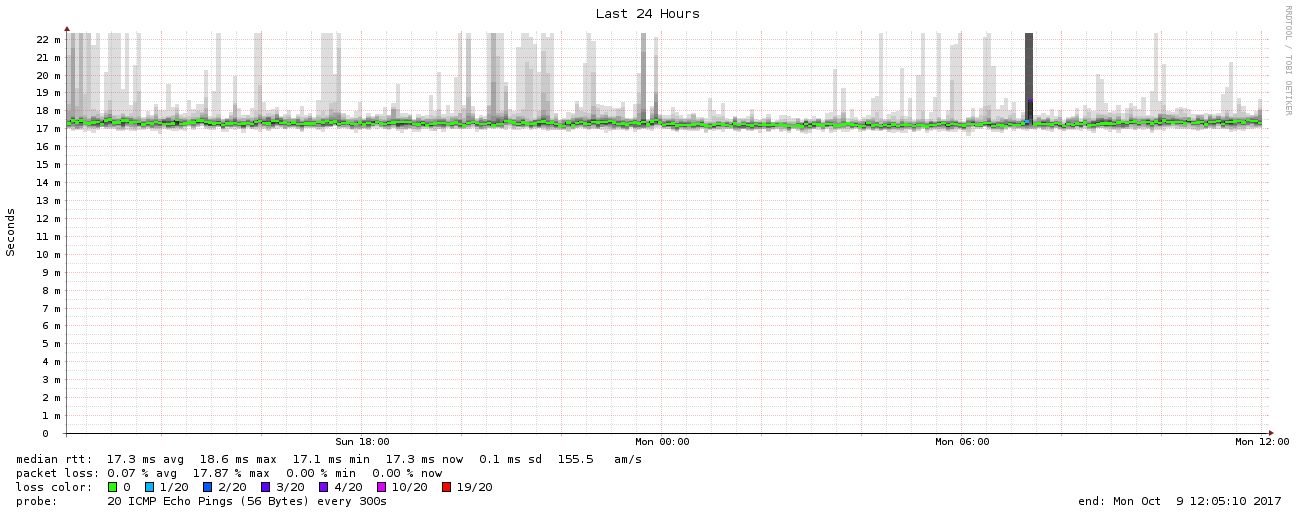 Last 24 Hours
RRDTOOL / TOBI OETIKER
Seconds
22 m
21 m
20 m
19 m
18 m
17 m
16 m
15 m
14 m
13 m
12 m
11 m
10 m
9 m
8 m
7 m
6 m
5 m
4 m
3 m
2 m
1 m
0
Sun 18:00 Mon 00:00 Mon 06:00 Mon 12:00
median rtt: 17.3 ms avg 18.6 ms max 17.1 ms min 17.3 ms now 0.1 ms sd 155.5 am/s
packet loss: 0.07 % avg 17.87 % max 0.00 % min 0.00 % now
loss color: 0 1/20 2/20 3/20 4/20 10/20 19/20
probe: 20 ICMP Echo Pings (56 Bytes) every 300s end: Mon Oct 9 12:05:10 2017